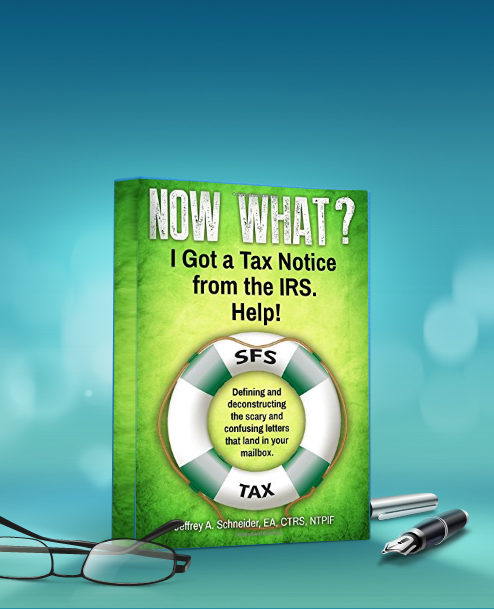 NOW WHAT?
I Got a Tax Notice
from the IRS.
Help!
SFS
Defining and
deconstructing
the scary and
confusing letters
that land in your
mailbox.
TAX
Jeffrey A. Schneider, EA, CTRS, NTPIF